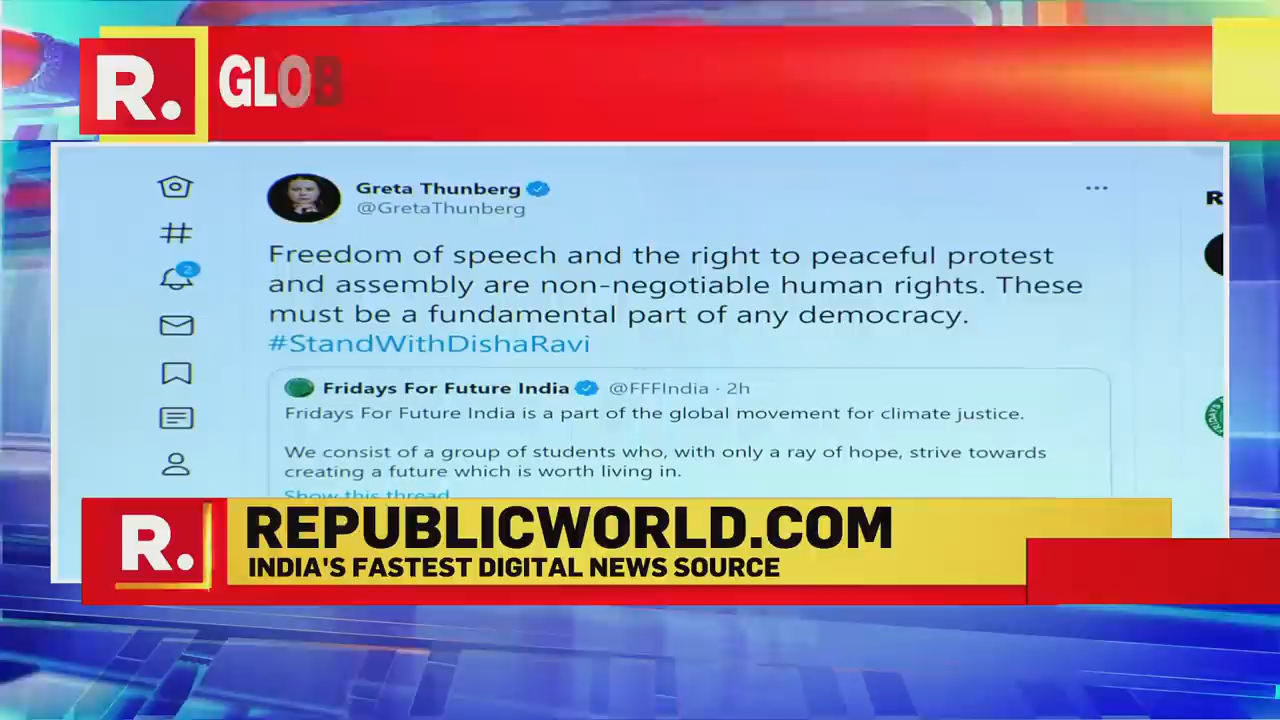 R.
GLOB
Greta Thunberg
@GretaThunberg
Freedom of speech and the right to peaceful protest
and assembly are non-negotiable human rights. These
must be a fundamental part of any democracy.
#StandWithDishaRavi
2
Fridays For Future India @FFFIndia · 2h
Fridays For Future India is a part of the global movement for climate justice.
We consist of a group of students who, with only a ray of hope, strive towards
creating a future which is worth living in.
Show this thread
R
FRIDAYS
R.
REPUBLICWORLD.COM
INDIA'S FASTEST DIGITAL NEWS SOURCE